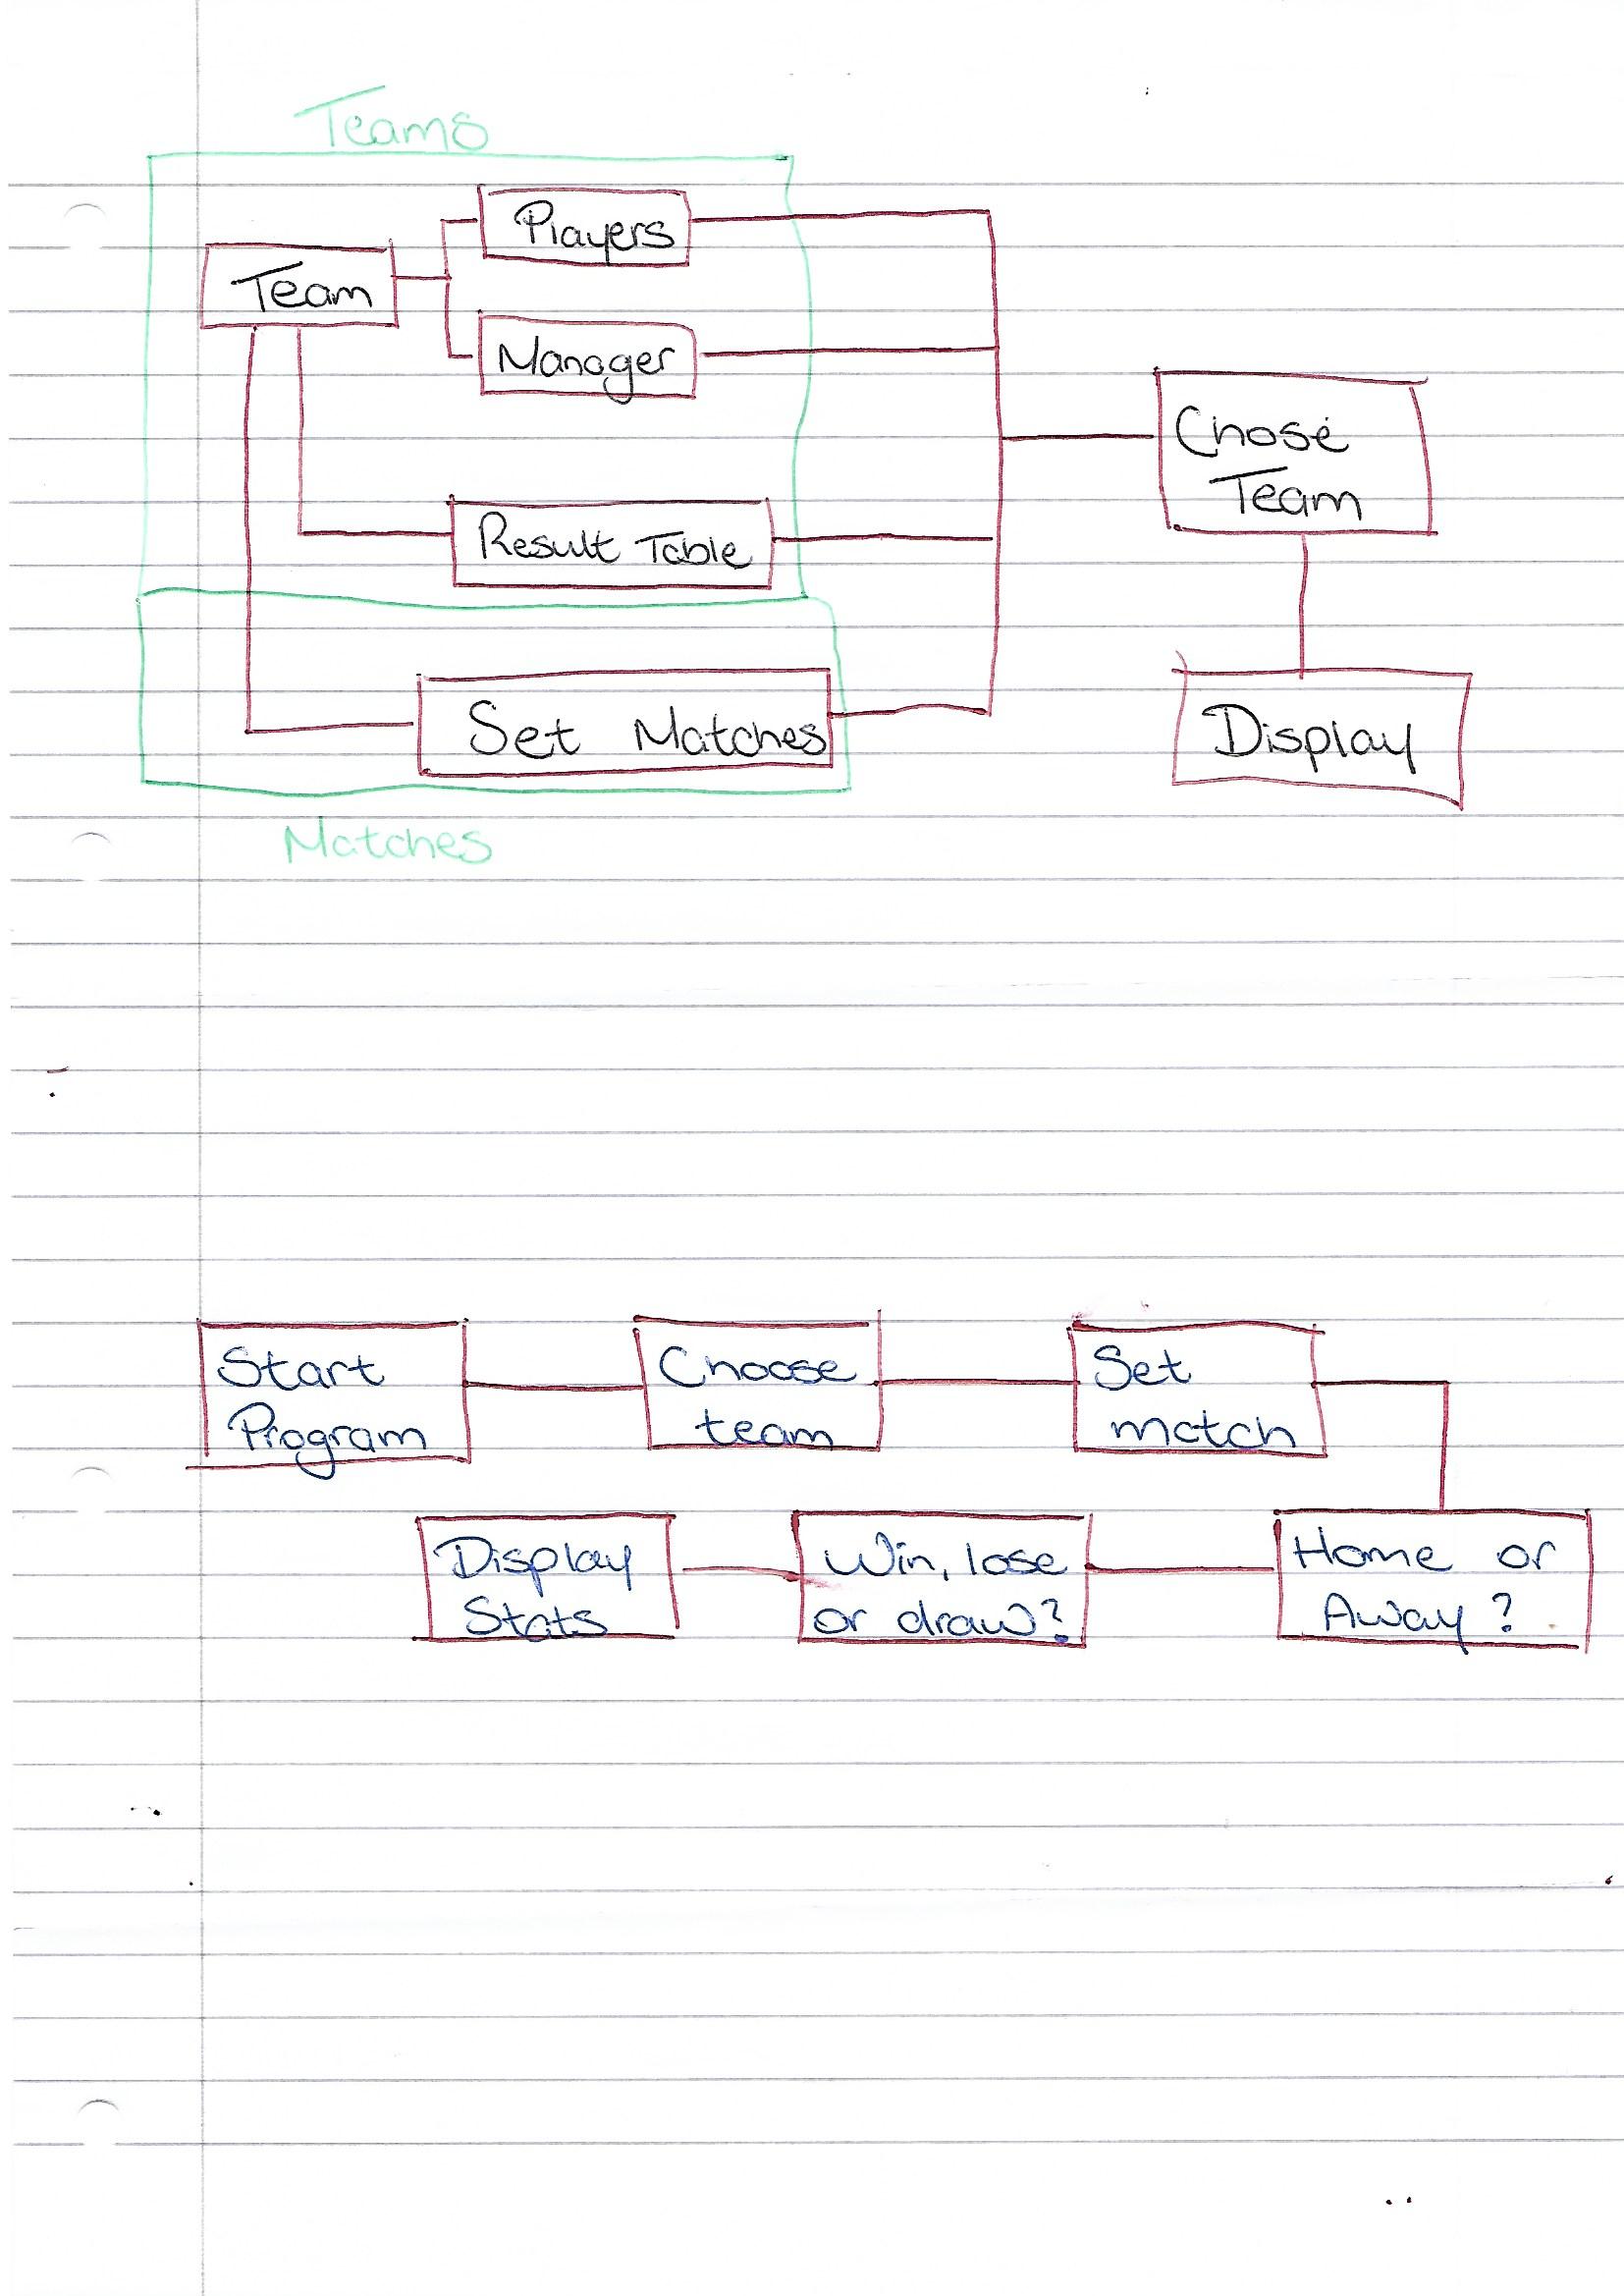 Teams
Players
Team
Manager
Chose
Team
Result Table
Set Matches
Display
Matches
Start
Program
Choose
team
Set
match
Display
Stats
Win, lose
or draw?
Home or
Away?